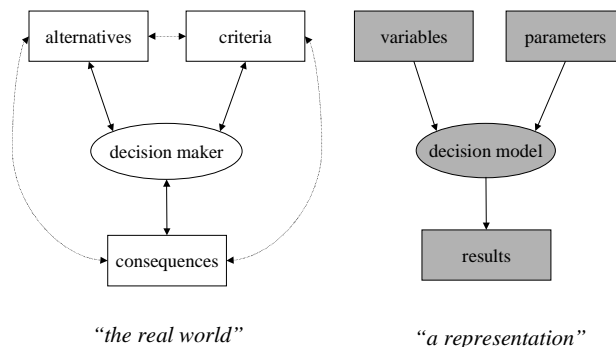 alternatives criteria variables parameters
decision maker decision model
consequences results
“the real world” “a representation”